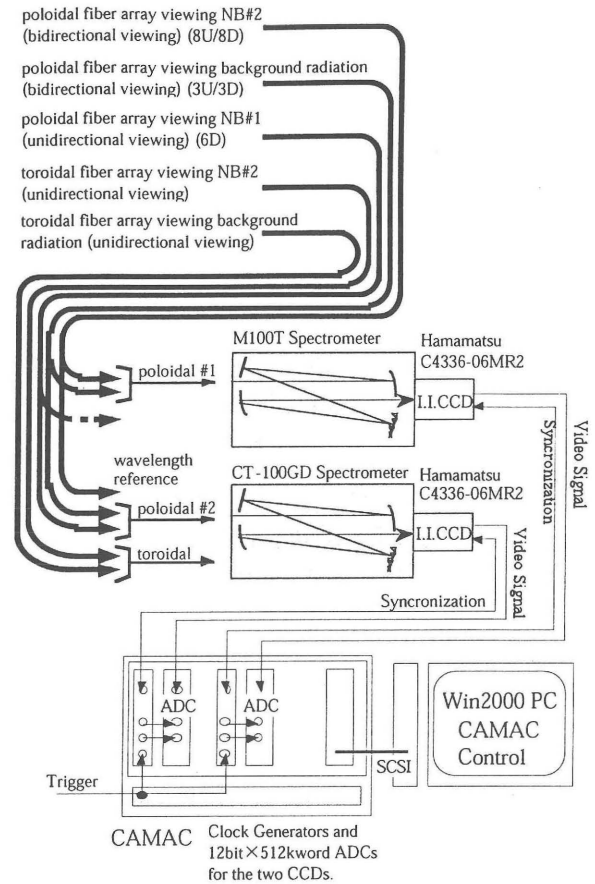 poloidal fiber array viewing NB#2
(bidirectional viewing) (8U/8D)
poloidal fiber array viewing background radiation
(bidirectional viewing) (3U/3D)
poloidal fiber array viewing NB#1
(unidirectional viewing) (6D)
toroidal fiber array viewing NB#2
(unidirectional viewing)
toroidal fiber array viewing background
radiation (unidirectional viewing)
M100T Spectrometer
Hamamatsu
C4336-06MR2
poloidal #1
I.I.CCD
wavelength
reference
CT-100GD Spectrometer
Hamamatsu
C4336-06MR2
poloidal #2
I.I.CCD
toroidal
Video Signal
Syncronization
Video Signal
Syncronization
ADC
ADC
Win2000 PC
CAMAC
Control
SCSI
Trigger
CAMAC
Clock Generators and
12bit×512kword ADCs
for the two CCDs.